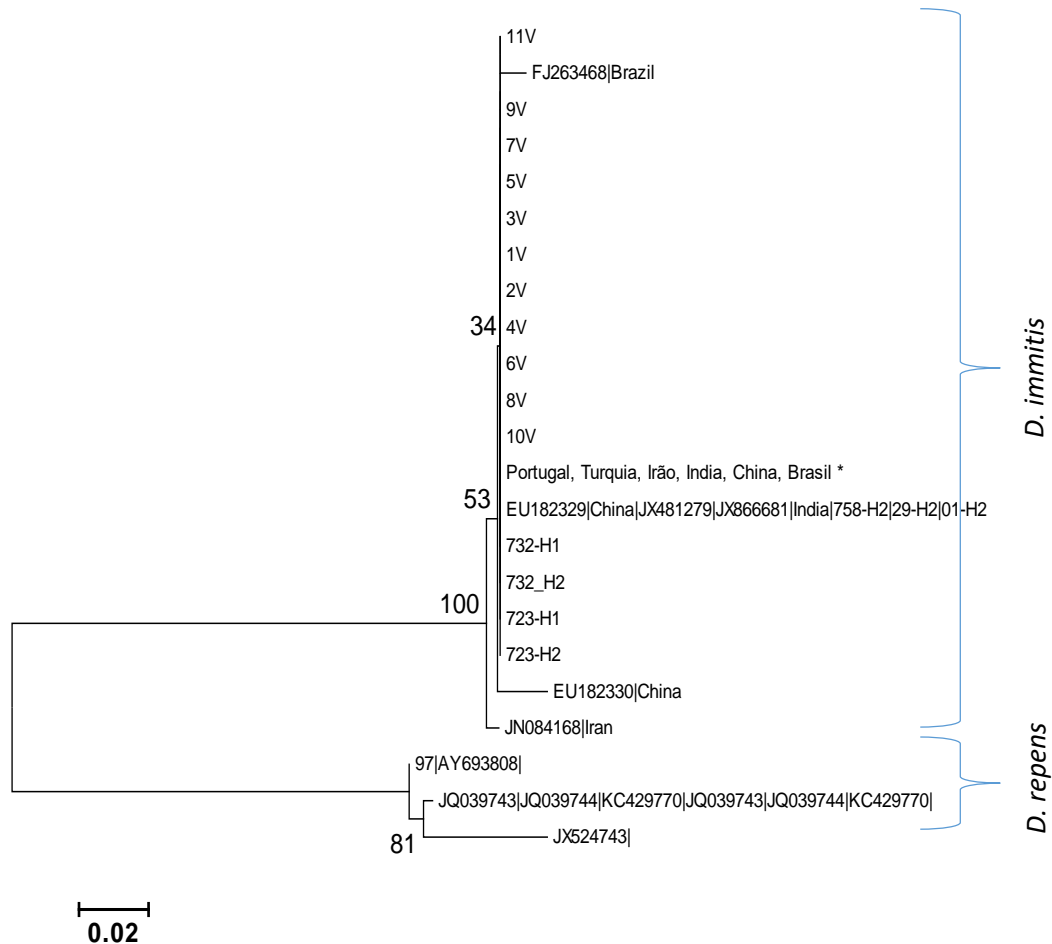 11V
FJ263468|Brazil
9V
7V
5V
3V
1V
2V
34
4V
6V
8V
10V
Portugal, Turquia, Irão, India, China, Brasil *
53
EU182329|China|JX481279|JX866681|India|758-H2|29-H2|01-H2
732-H1
732_H2
100
723-H1
723-H2
EU182330|China
JN084168|Iran
D. immitis
97|AY693808|
JQ039743|JQ039744|KC429770|JQ039743|JQ039744|KC429770|
81
JX524743|
D. repens
0.02